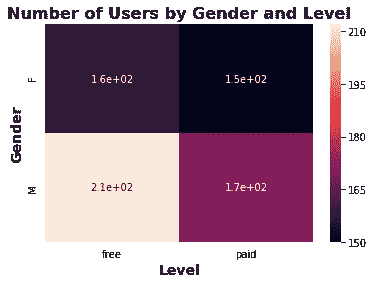 Number of Users by Gender and Level
F
1.6e+02
1.5e+02
M
2.1e+02
1.7e+02
Gender
free
paid
Level
210
195
180
165
150